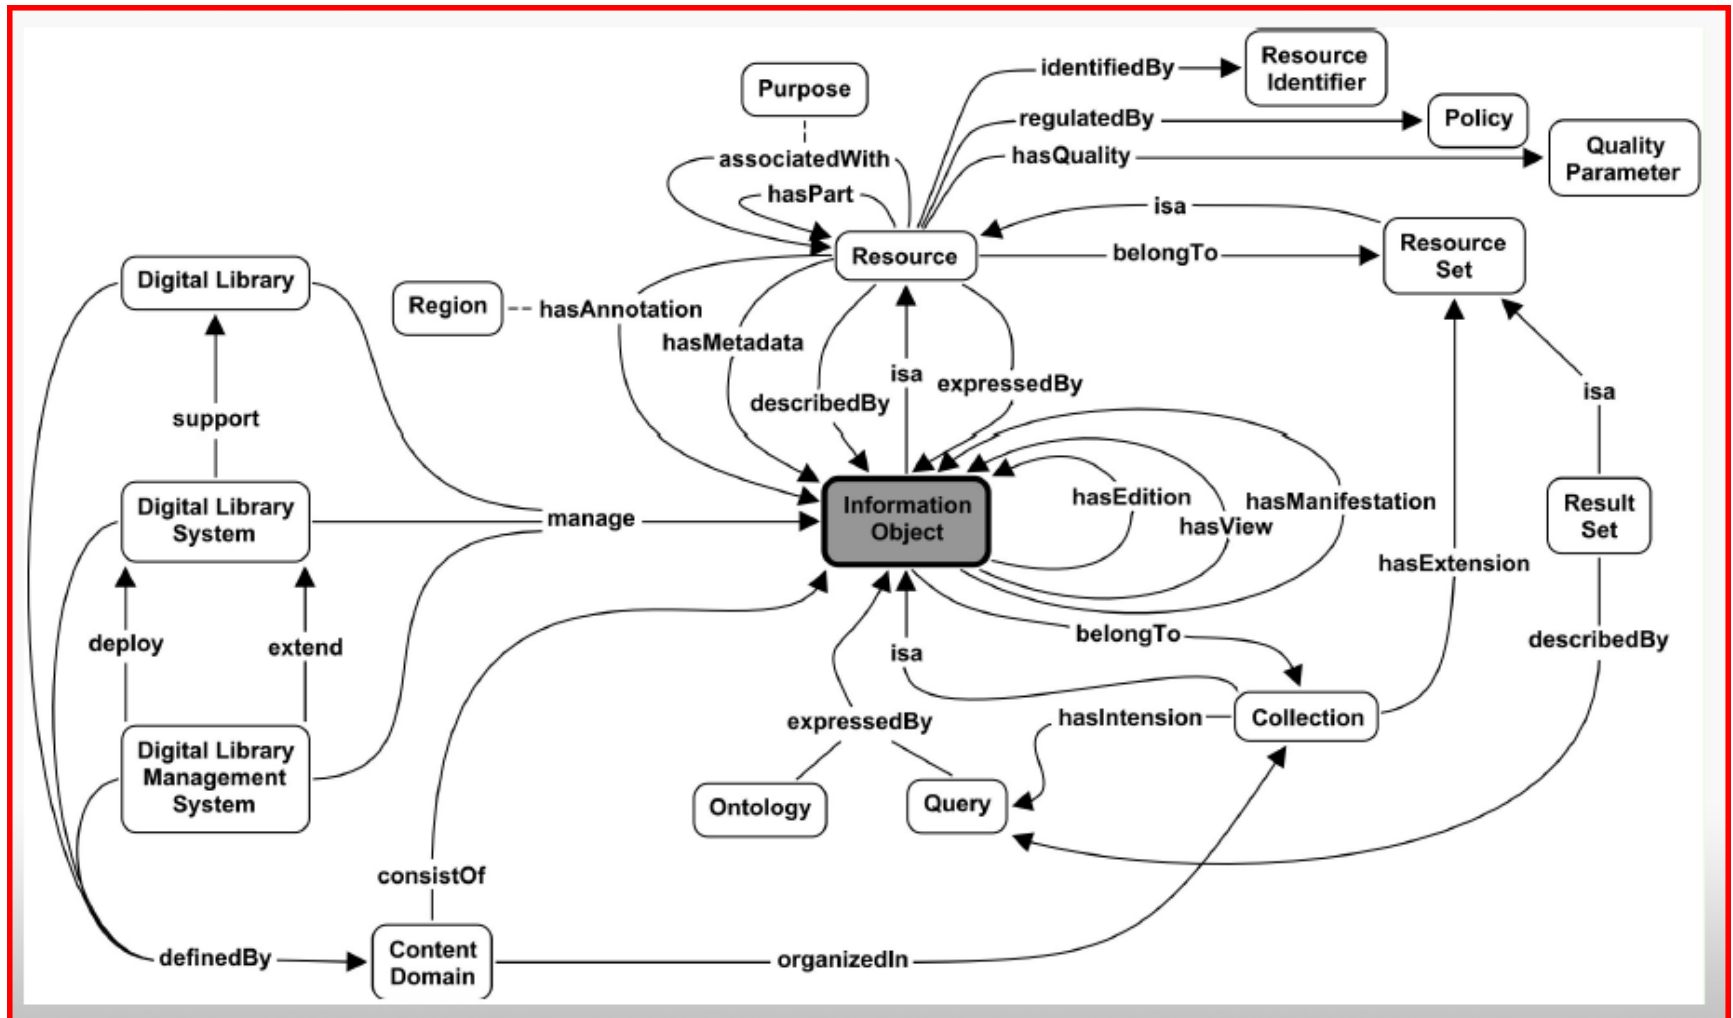 Resource
Identifier
identifiedBy
Purpose
regulatedBy
Policy
Quality
Parameter
associatedWith
hasQuality
hasPart
isa
Resource
belongTo
Resource
Set
Digital Library
Region
hasAnnotation
hasMetadata
isa
expressedBy
describedBy
isa
support
Digital Library
System
manage
Information
Object
hasEdition
hasView
hasManifestation
Result
Set
hasExtension
deploy
extend
isa
belongTo
describedBy
expressedBy
hasIntension
Collection
Digital Library
Management
System
Ontology
Query
consistOf
definedBy
Content
Domain
organizedIn